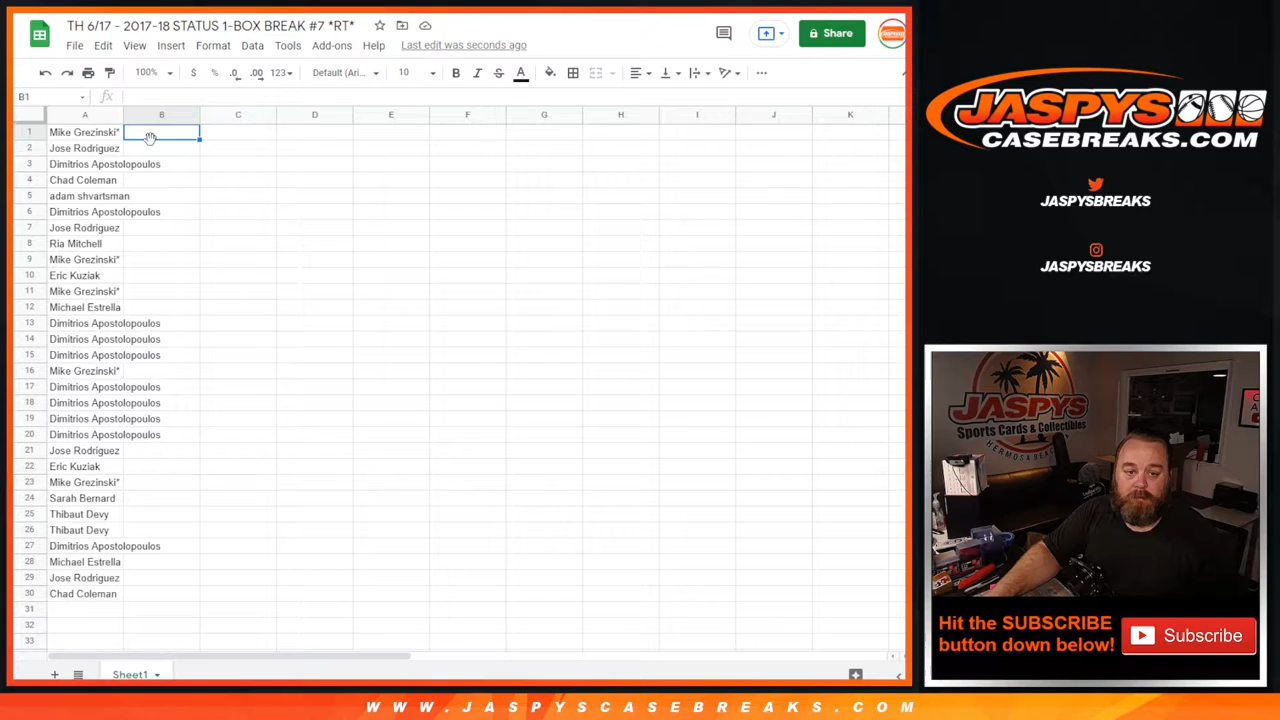 TH 6/17 - 2017-18 STATUS 1-BOX BREAK #7 *RT*
File Edit View Insert Format Data Tools Add-ons Help Last edit was seconds ago
Share
100% $ % .0 .00 123 Default (Ari... 10 B I S A
B1 fx
A B C D E F G H I J K
1 Mike Grezinski*
2 Jose Rodriguez
3 Dimitrios Apostolopoulos
4 Chad Coleman
5 adam shvartsman
6 Dimitrios Apostolopoulos
7 Jose Rodriguez
8 Ria Mitchell
9 Mike Grezinski*
10 Eric Kuziak
11 Mike Grezinski*
12 Michael Estrella
13 Dimitrios Apostolopoulos
14 Dimitrios Apostolopoulos
15 Dimitrios Apostolopoulos
16 Mike Grezinski*
17 Dimitrios Apostolopoulos
18 Dimitrios Apostolopoulos
19 Dimitrios Apostolopoulos
20 Dimitrios Apostolopoulos
21 Jose Rodriguez
22 Eric Kuziak
23 Mike Grezinski*
24 Sarah Bernard
25 Thibaut Devy
26 Thibaut Devy
27 Dimitrios Apostolopoulos
28 Michael Estrella
29 Jose Rodriguez
30 Chad Coleman
31
32
33
Sheet1
JASPYS
CASEBREAKS.COM
JASPYSBREAKS
JASPYSBREAKS
JASPYS
Sports Cards & Collectibles
HERMOSA BEACH
Hit the SUBSCRIBE
button down below!
Subscribe
WWW.JASPYSCASEBREAKS.COM